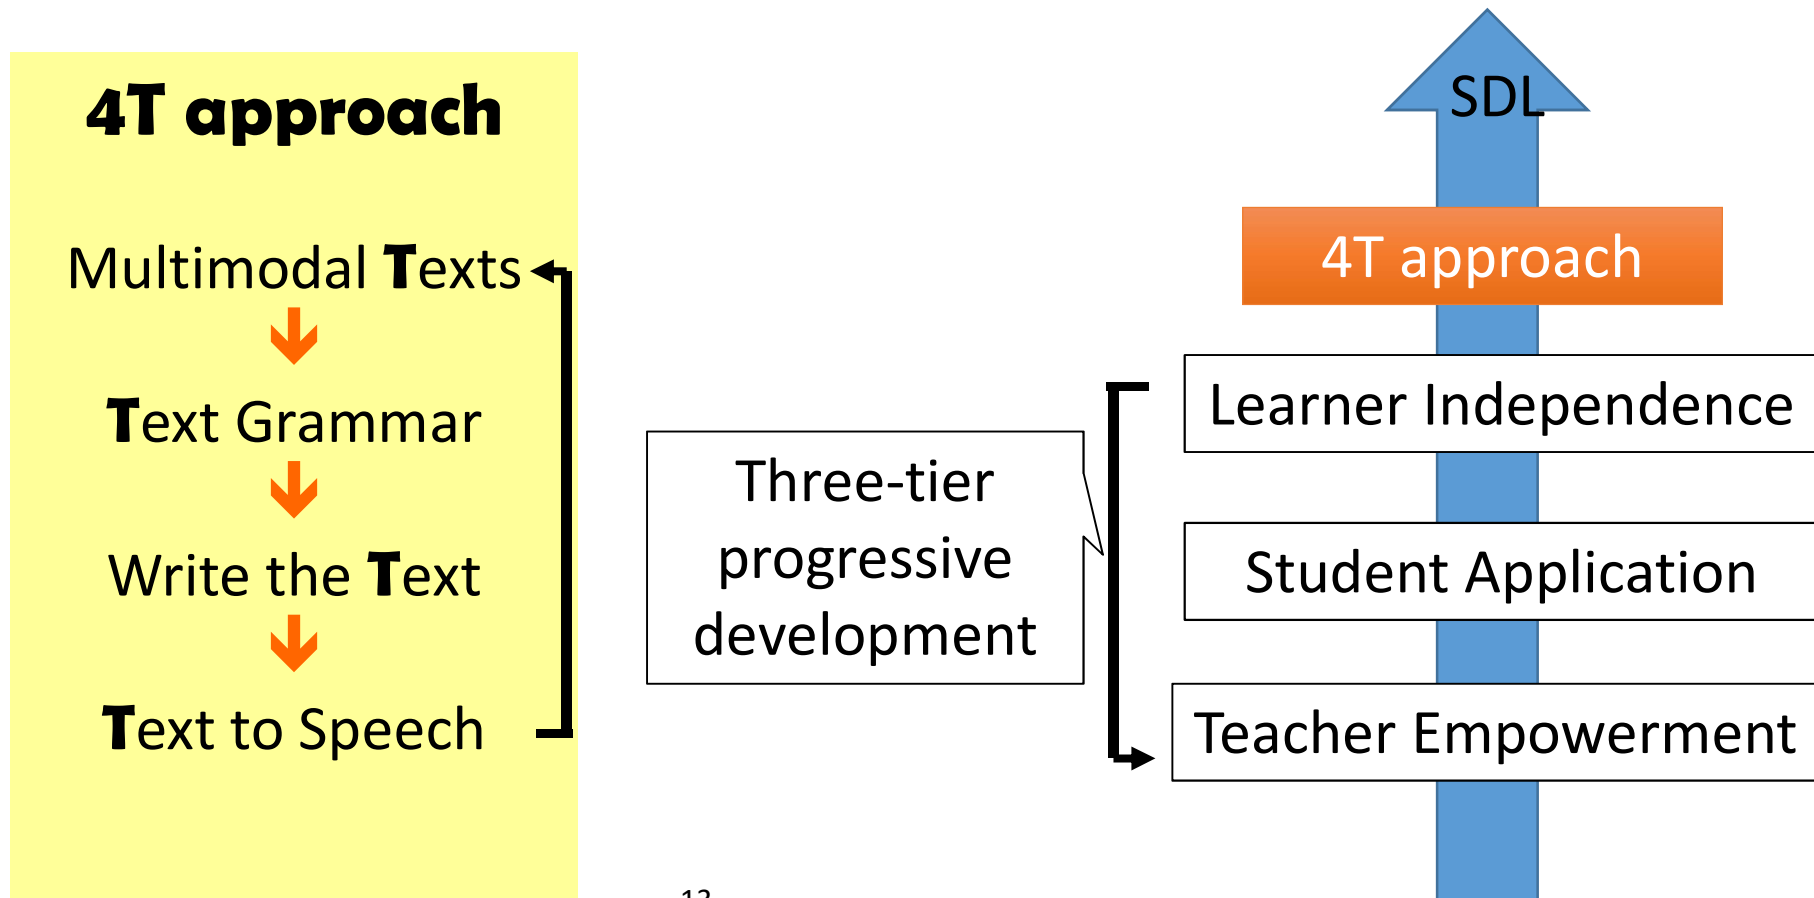 4T approach
Multimodal Texts
Text Grammar
Write the Text
Text to Speech
Three-tier
progressive
development
SDL
4T approach
Learner Independence
Student Application
Teacher Empowerment